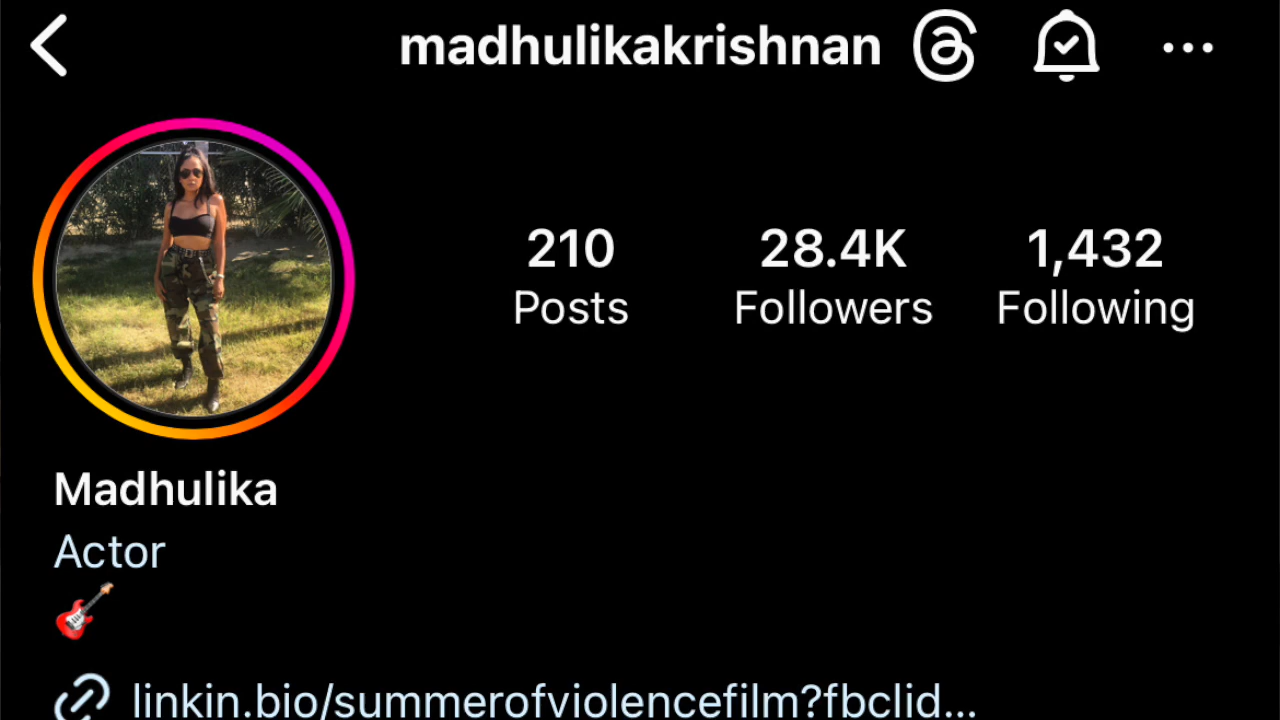 madhulikakrishnan
210 28.4K 1,432
Posts Followers Following
Madhulika
Actor
linkin.bio/summerofviolencefilm?fbclid...